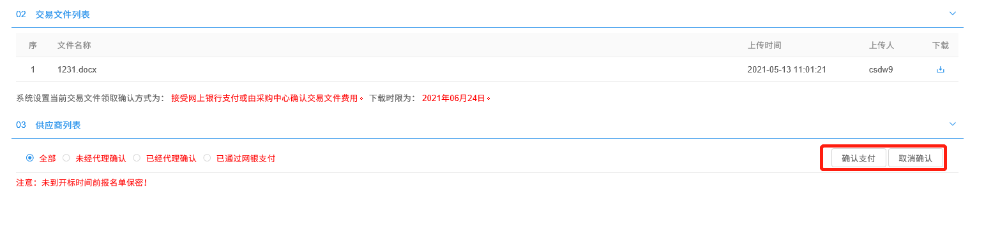 02 交易文件列表
序 文件名称 上传时间 上传人 下载
1 1231.docx 2021-05-13 11:01:21 csdw9
系统设置当前交易文件领取确认方式为： 接受网上银行支付或由采购中心确认交易文件费用。 下载时限为： 2021年06月24日。
03 供应商列表
全部 未经代理确认 已经代理确认 已通过网银支付 确认支付 取消确认
注意：未到开标时间前报名单保密！